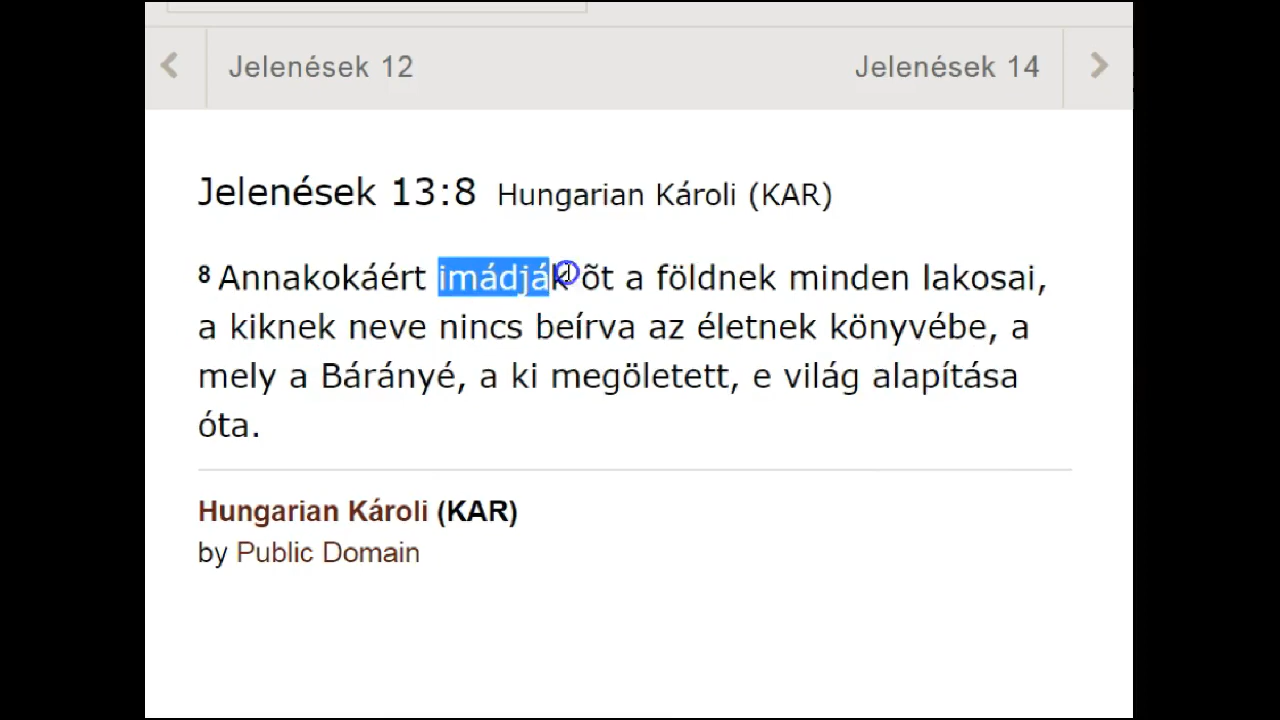 Jelenések 12
Jelenések 14
Jelenések 13:8 Hungarian Károli (KAR)
8 Annakokáért imádják õt a földnek minden lakosai,
a kiknek neve nincs beírva az életnek könyvébe, a
mely a Bárányé, a ki megöletett, e világ alapítása
óta.
Hungarian Károli (KAR)
by Public Domain